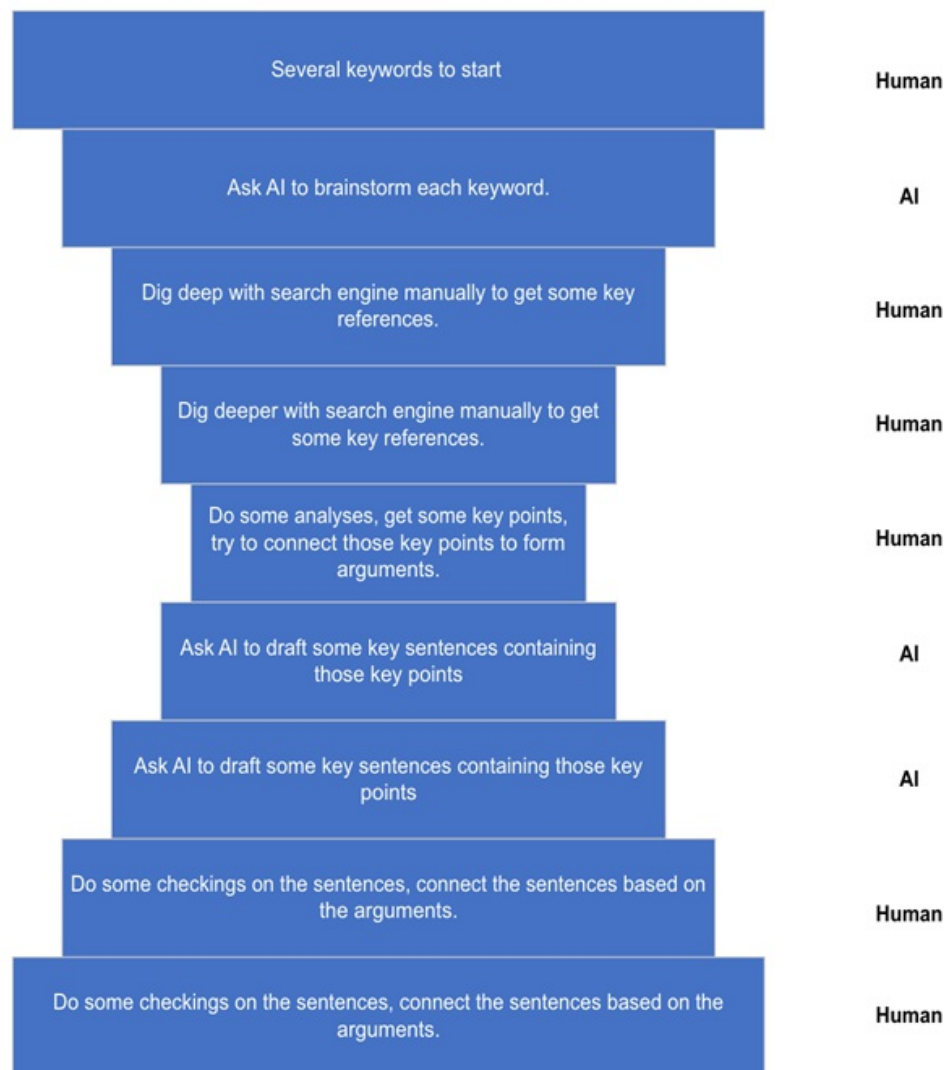 Several keywords to start
Human
Ask AI to brainstorm each keyword.
AI
Dig deep with search engine manually to get some key
references.
Human
Dig deeper with search engine manually to get
some key references.
Human
Do some analyses, get some key points,
try to connect those key points to form
arguments.
Human
Ask AI to draft some key sentences containing
those key points
AI
Ask AI to draft some key sentences containing those key
points
AI
Do some checkings on the sentences, connect the sentences based on
the arguments.
Human
Do some checkings on the sentences, connect the sentences based on the
arguments.
Human